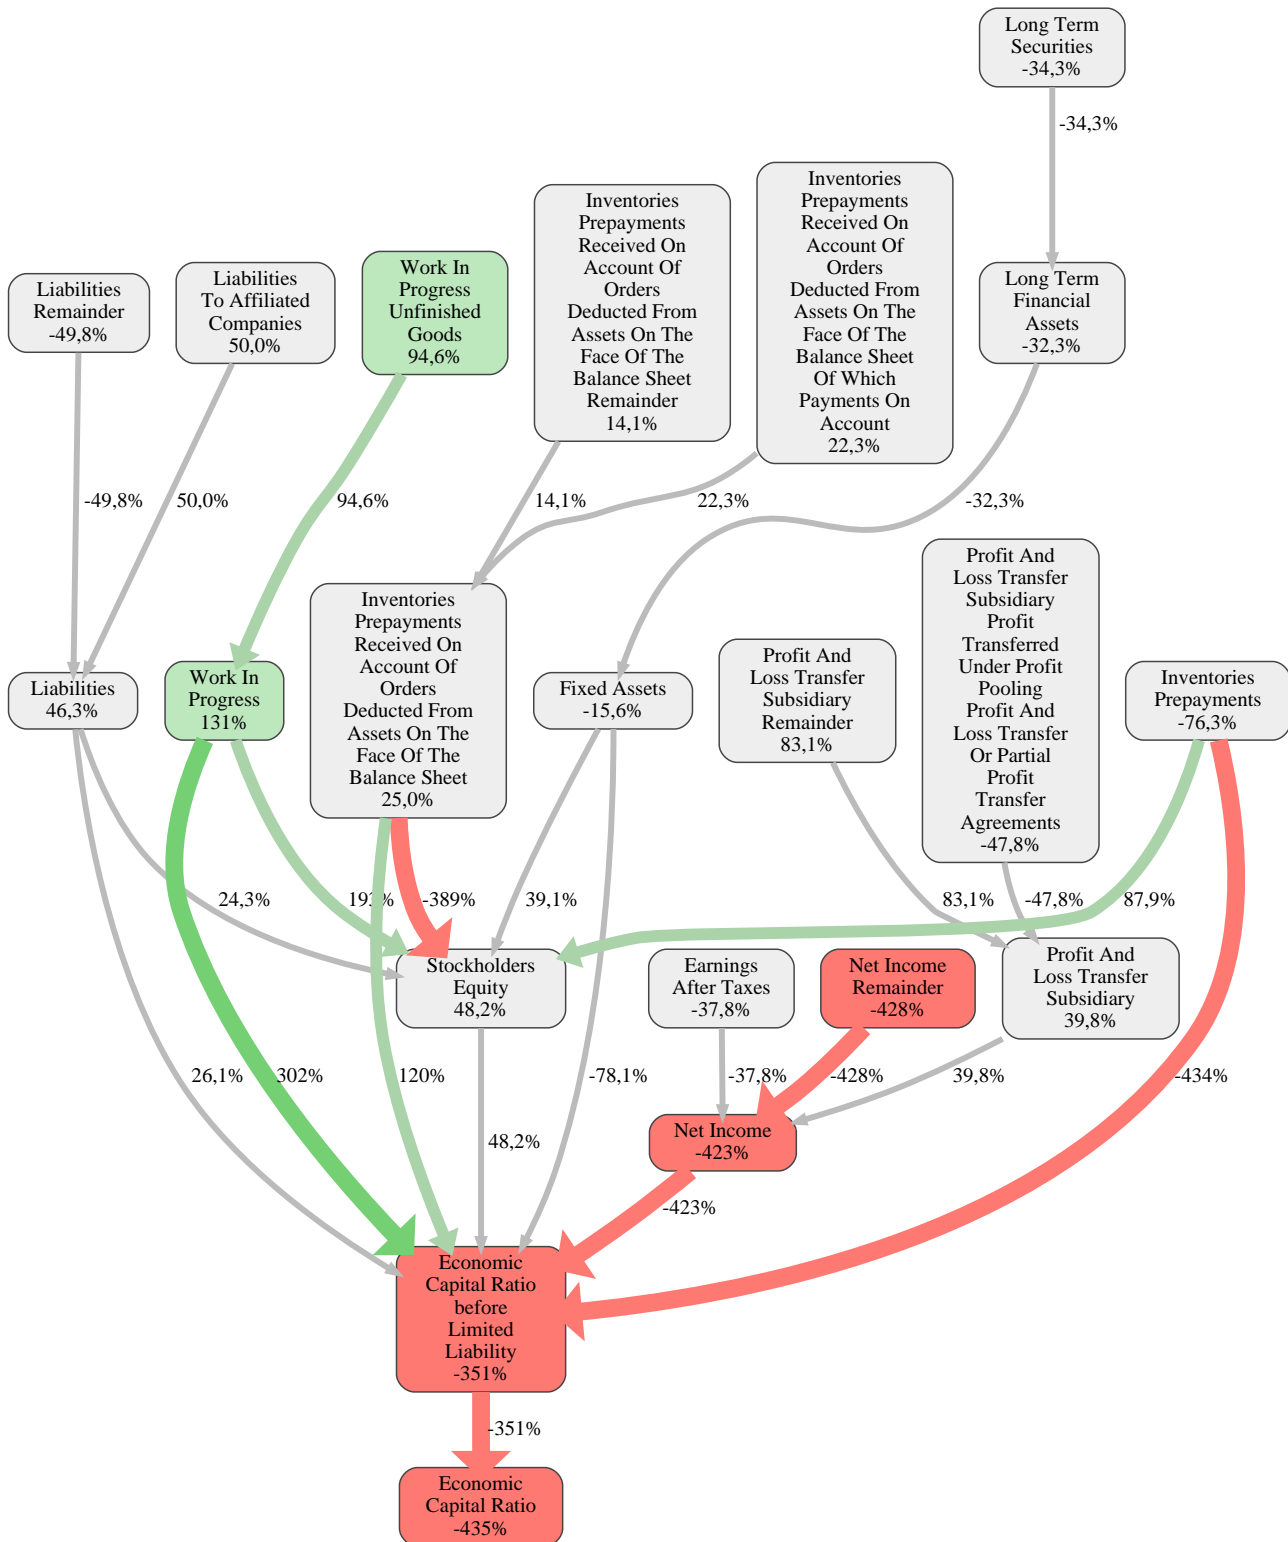 Long Term
Securities
-34,3%
-34,3%
Inventories
Prepayments
Received On
Account Of
Orders
Deducted From
Assets On The
Face Of The
Balance Sheet
Of Which
Payments On
Account
22,3%
Inventories
Prepayments
Received On
Account Of
Orders
Deducted From
Assets On The
Face Of The
Balance Sheet
Remainder
14,1%
Work In
Progress
Unfinished
Goods
94,6%
Liabilities
To Affiliated
Companies
50,0%
Liabilities
Remainder
-49,8%
Long Term
Financial
Assets
-32,3%
-49,8%
50,0%
94,6%
14,1%
22,3%
-32,3%
Profit And
Loss Transfer
Subsidiary
Profit
Transferred
Under Profit
Pooling
Profit And
Loss Transfer
Or Partial
Profit
Transfer
Agreements
-47,8%
Inventories
Prepayments
Received On
Account Of
Orders
Deducted From
Assets On The
Face Of The
Balance Sheet
25,0%
Profit And
Loss Transfer
Subsidiary
Remainder
83,1%
Liabilities
46,3%
Work In
Progress
131%
Fixed Assets
-15,6%
Inventories
Prepayments
-76,3%
24,3%
193%
-389%
39,1%
83,1%
-47,8%
87,9%
Stockholders
Equity
48,2%
Earnings
After Taxes
-37,8%
Net Income
Remainder
-428%
Profit And
Loss Transfer
Subsidiary
39,8%
26,1%
302%
120%
-78,1%
-37,8%
-428%
39,8%
-434%
Net Income
-423%
48,2%
-423%
Economic
Capital Ratio
before
Limited
Liability
-351%
-351%
Economic
Capital Ratio
-435%